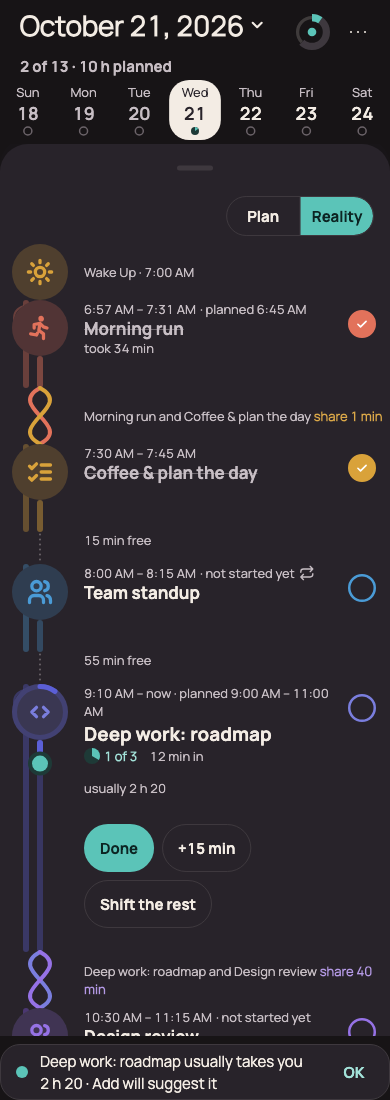 October 21, 2026
2 of 13 · 10 h planned
Sun Mon Tue Wed Thu Fri Sat
18 19 20 21 22 23 24
Plan Reality
Wake Up · 7:00 AM
6:57 AM – 7:31 AM · planned 6:45 AM
Morning run
took 34 min
Morning run and Coffee & plan the day share 1 min
7:30 AM – 7:45 AM
Coffee & plan the day
15 min free
8:00 AM – 8:15 AM · not started yet
Team standup
55 min free
9:10 AM – now · planned 9:00 AM – 11:00
AM
Deep work: roadmap
1 of 3 12 min in
usually 2 h 20
Done +15 min
Shift the rest
Deep work: roadmap and Design review share 40
min
10:30 AM – 11:15 AM · not started yet
Design review
Deep work: roadmap usually takes you
2 h 20 · Add will suggest it
OK